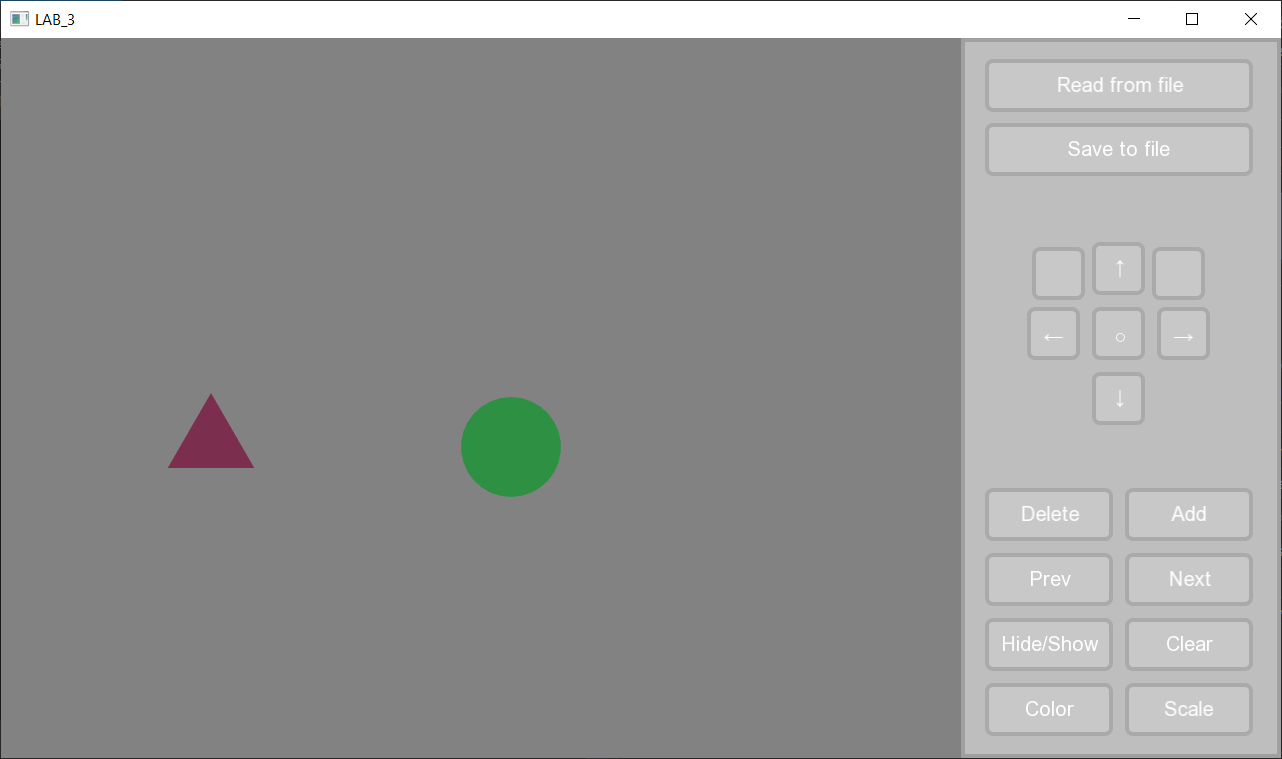 LAB_3
Read from file
Save to file
↑
← ○ →
↓
Delete Add
Prev Next
Hide/Show Clear
Color Scale